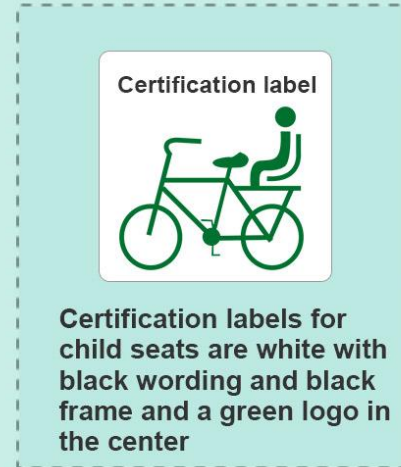 Certification label
Certification labels for
child seats are white with
black wording and black
frame and a green logo in
the center